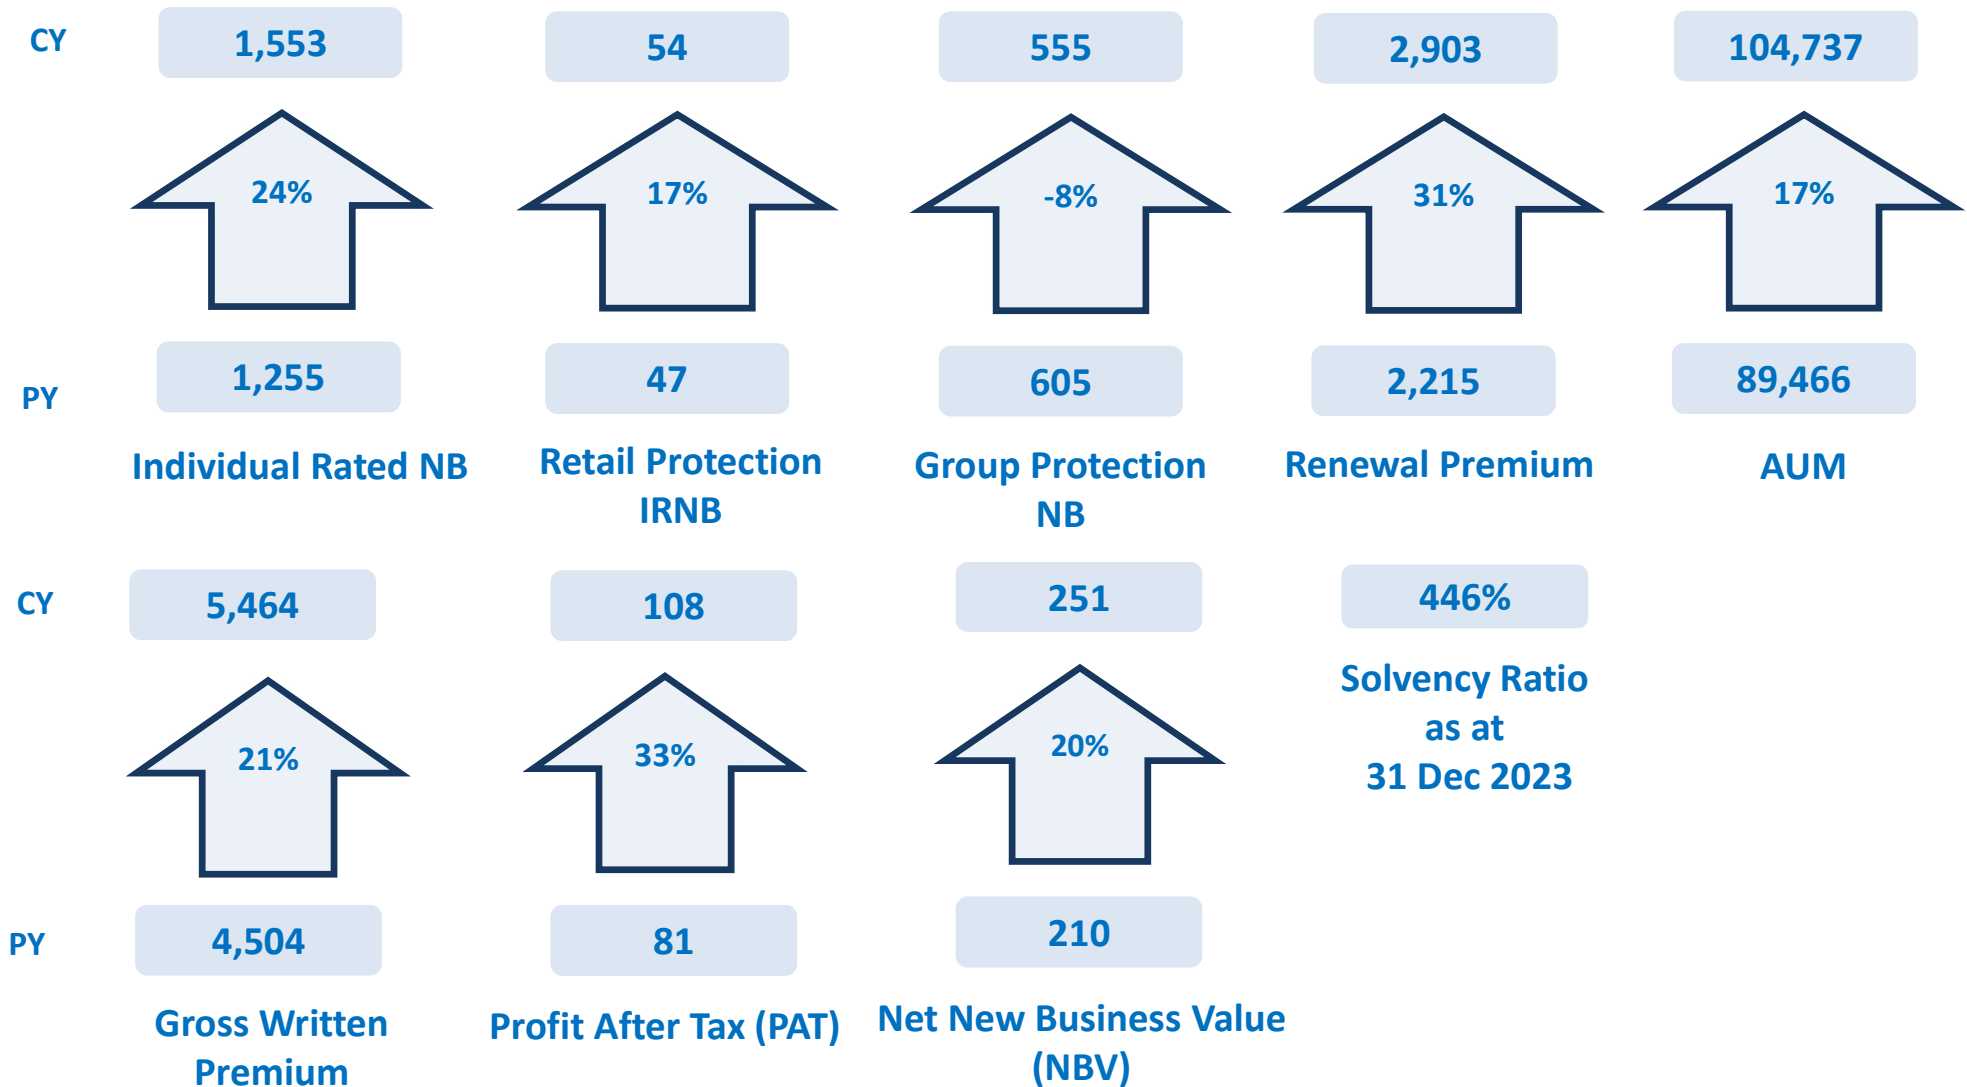 CY
1,553
54
555
2,903
104,737
24%
17%
-8%
31%
17%
PY
1,255
47
605
2,215
89,466
Individual Rated NB
Retail Protection
IRNB
Group Protection
NB
Renewal Premium
AUM
CY
5,464
108
251
446%
21%
33%
20%
Solvency Ratio
as at
31 Dec 2023
PY
4,504
81
210
Gross Written
Premium
Profit After Tax (PAT)
Net New Business Value
(NBV)